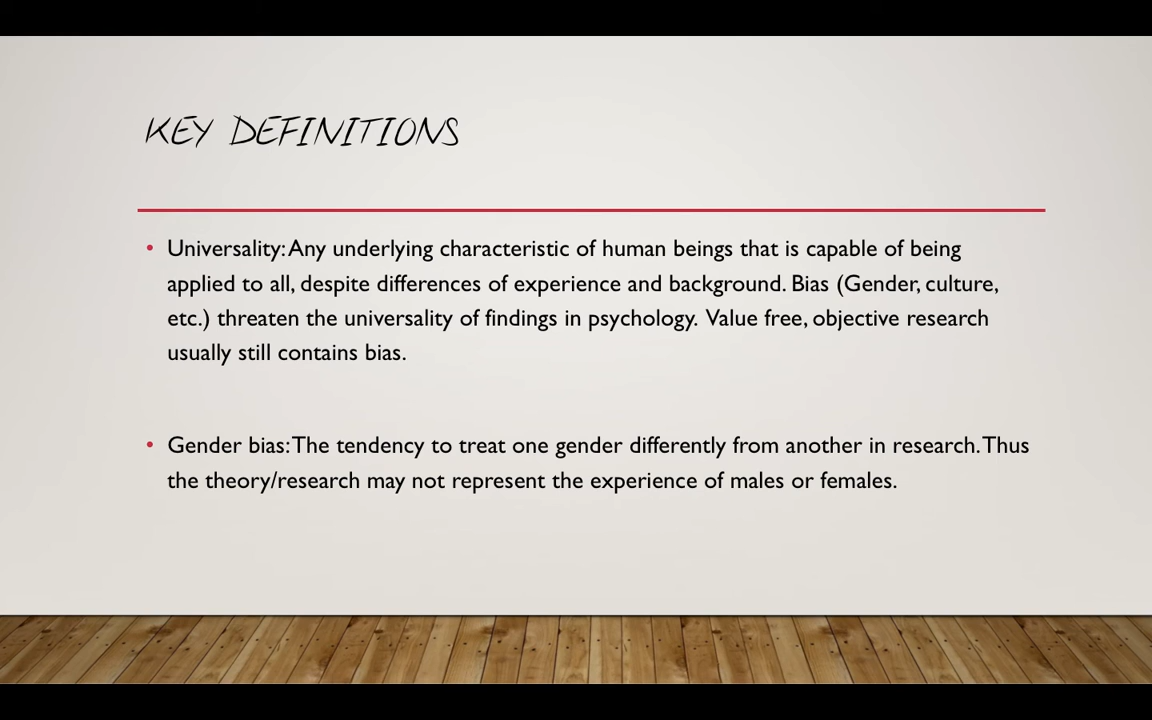 KEY DEFINITIONS
• Universality: Any underlying characteristic of human beings that is capable of being
applied to all, despite differences of experience and background. Bias (Gender, culture,
etc.) threaten the universality of findings in psychology. Value free, objective research
usually still contains bias.
• Gender bias: The tendency to treat one gender differently from another in research. Thus
the theory/research may not represent the experience of males or females.